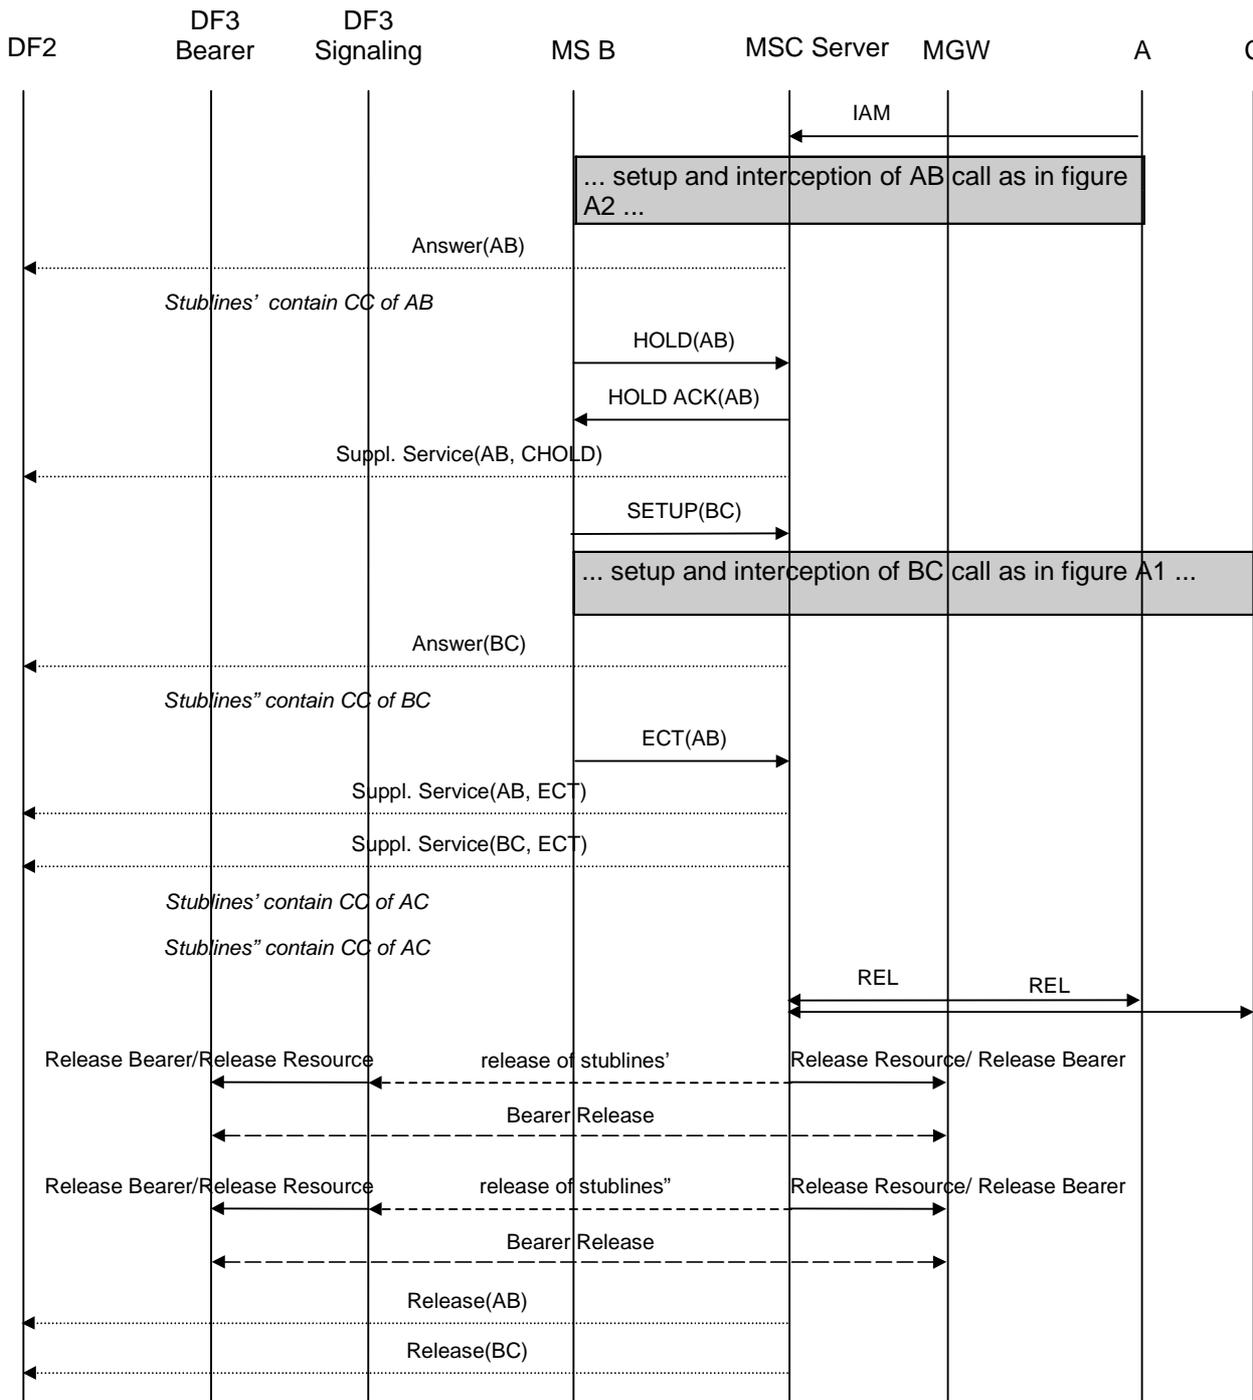 DF2
DF3
Bearer
DF3
Signaling
MS B
MSC Server
MGW
A
IAM
... setup and interception of AB call as in figure
A2 ...
Answer(AB)
Stublines’ contain CC of AB
HOLD(AB)
HOLD ACK(AB)
Suppl. Service(AB, CHOLD)
SETUP(BC)
... setup and interception of BC call as in figure A1 ...
Answer(BC)
Stublines” contain CC of BC
ECT(AB)
Suppl. Service(AB, ECT)
Suppl. Service(BC, ECT)
Stublines’ contain CC of AC
Stublines” contain CC of AC
REL
REL
Release Bearer/Release Resource
release of stublines’
Release Resource/ Release Bearer
Bearer Release
Release Bearer/Release Resource
release of stublines”
Release Resource/ Release Bearer
Bearer Release
Release(AB)
Release(BC)